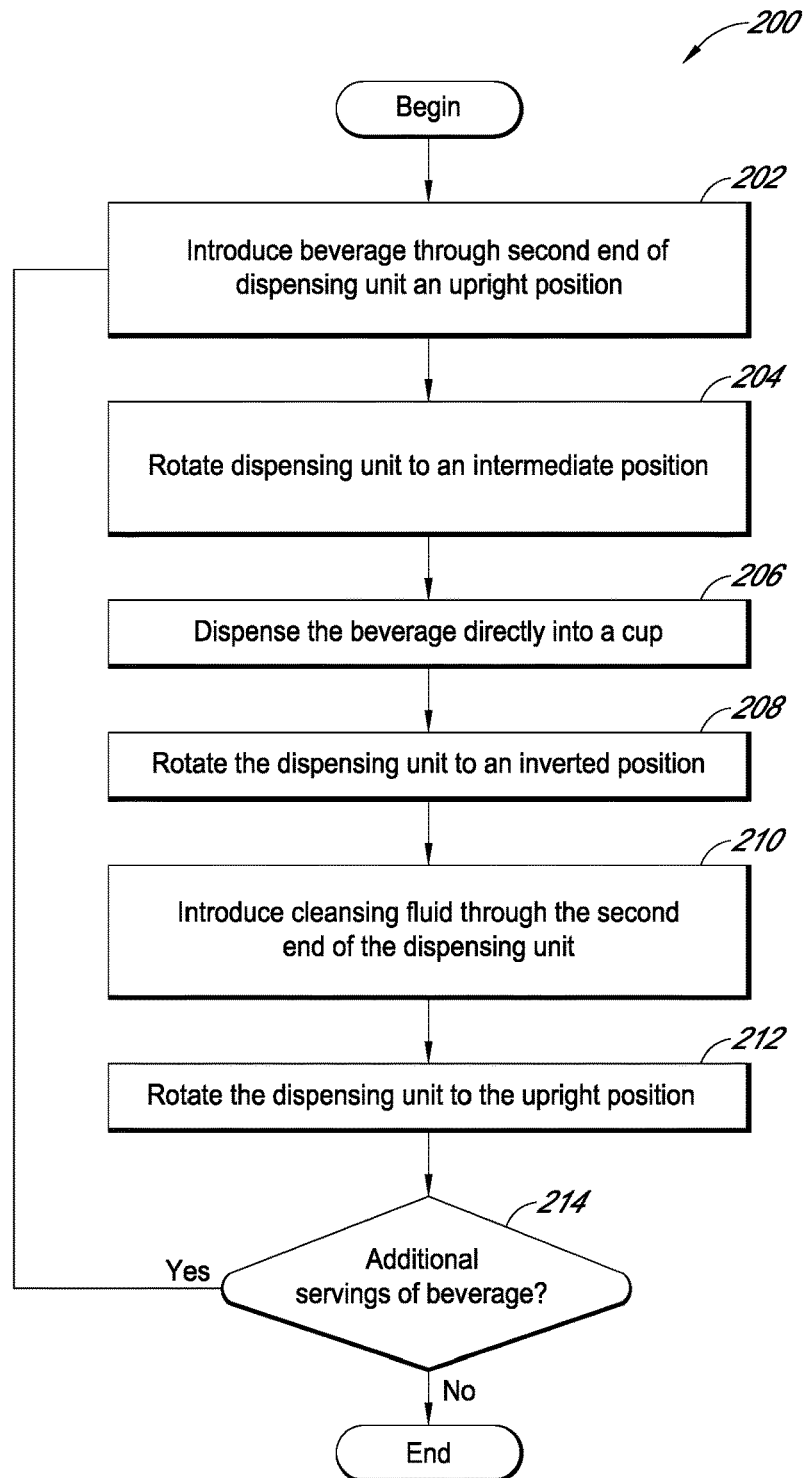 200
Begin
202
Introduce beverage through second end of
dispensing unit an upright position
204
Rotate dispensing unit to an intermediate position
206
Dispense the beverage directly into a cup
208
Rotate the dispensing unit to an inverted position
210
Introduce cleansing fluid through the second
end of the dispensing unit
212
Rotate the dispensing unit to the upright position
214
Additional
servings of beverage?
Yes
No
End